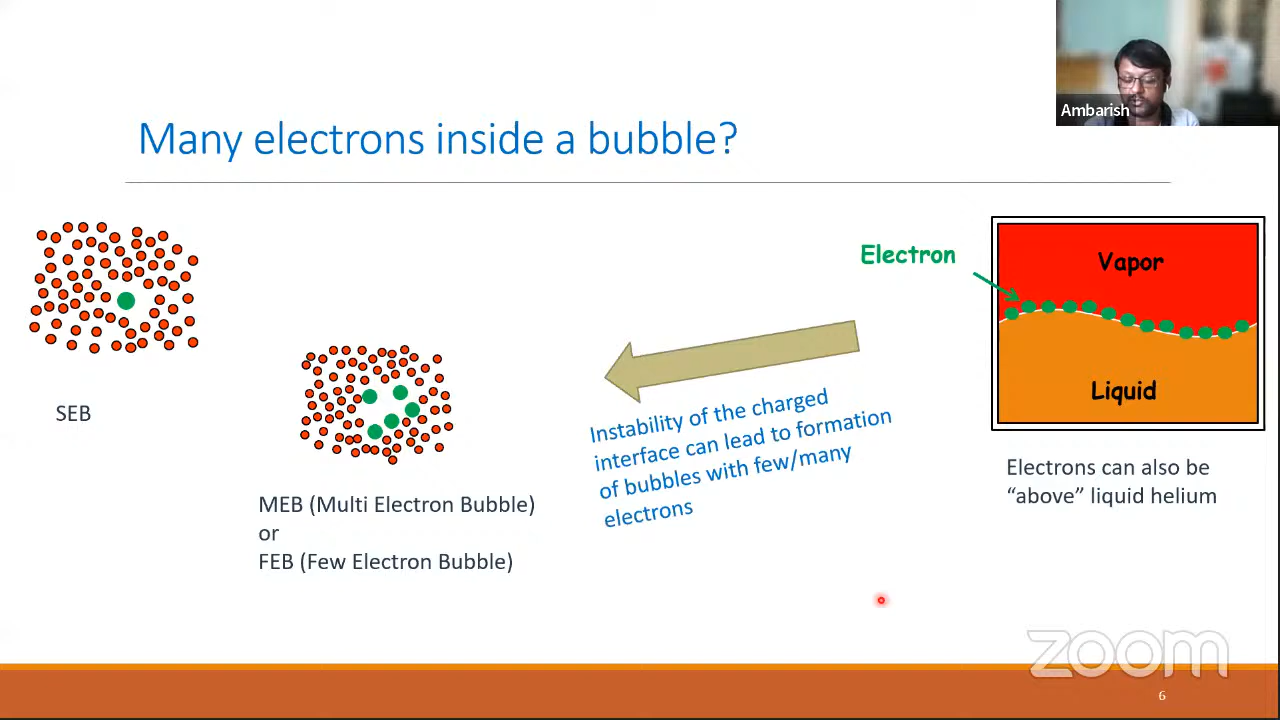 Ambarish
Many electrons inside a bubble?
SEB
MEB (Multi Electron Bubble)
or
FEB (Few Electron Bubble)
Instability of the charged
interface can lead to formation
of bubbles with few/many
electrons
Electron
Vapor
Liquid
Electrons can also be
“above” liquid helium
zoom
6